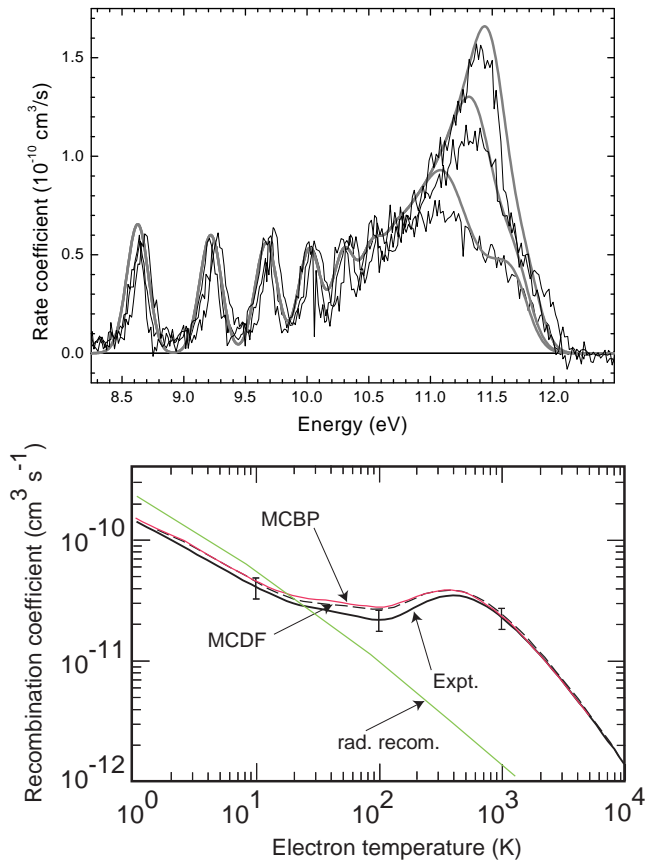 1.5
1.0
0.5
0.0
Rate coefficient (10⁻¹⁰ cm³/s)
8.5 9.0 9.5 10.0 10.5 11.0 11.5 12.0
Energy (eV)
Recombination coefficient (cm³ s⁻¹)
10⁻¹⁰
10⁻¹¹
10⁻¹²
MCBP
MCDF
Expt.
rad. recom.
10⁰ 10¹ 10² 10³ 10⁴
Electron temperature (K)